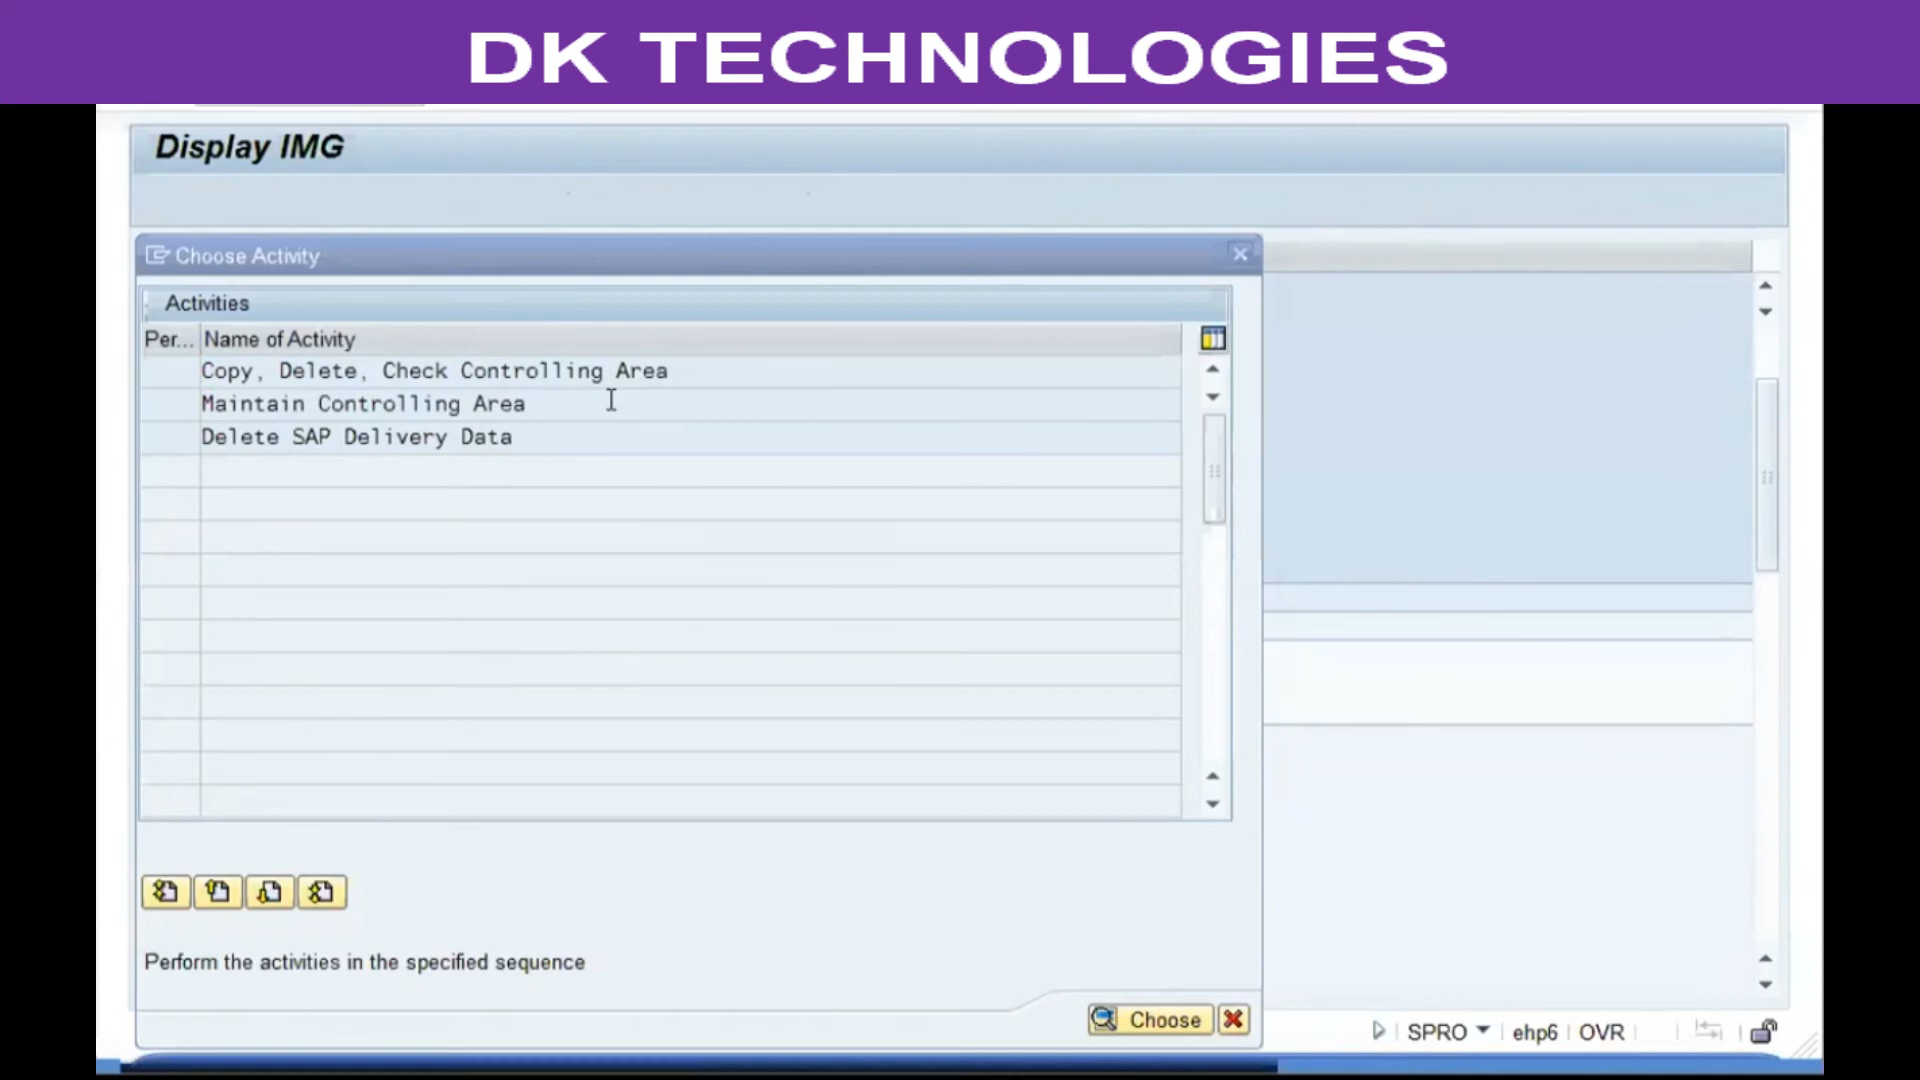 DK TECHNOLOGIES
Display IMG
Choose Activity
Activities
Per... Name of Activity
Copy, Delete, Check Controlling Area
Maintain Controlling Area
Delete SAP Delivery Data
Perform the activities in the specified sequence
Choose
SPRO ehp6 OVR